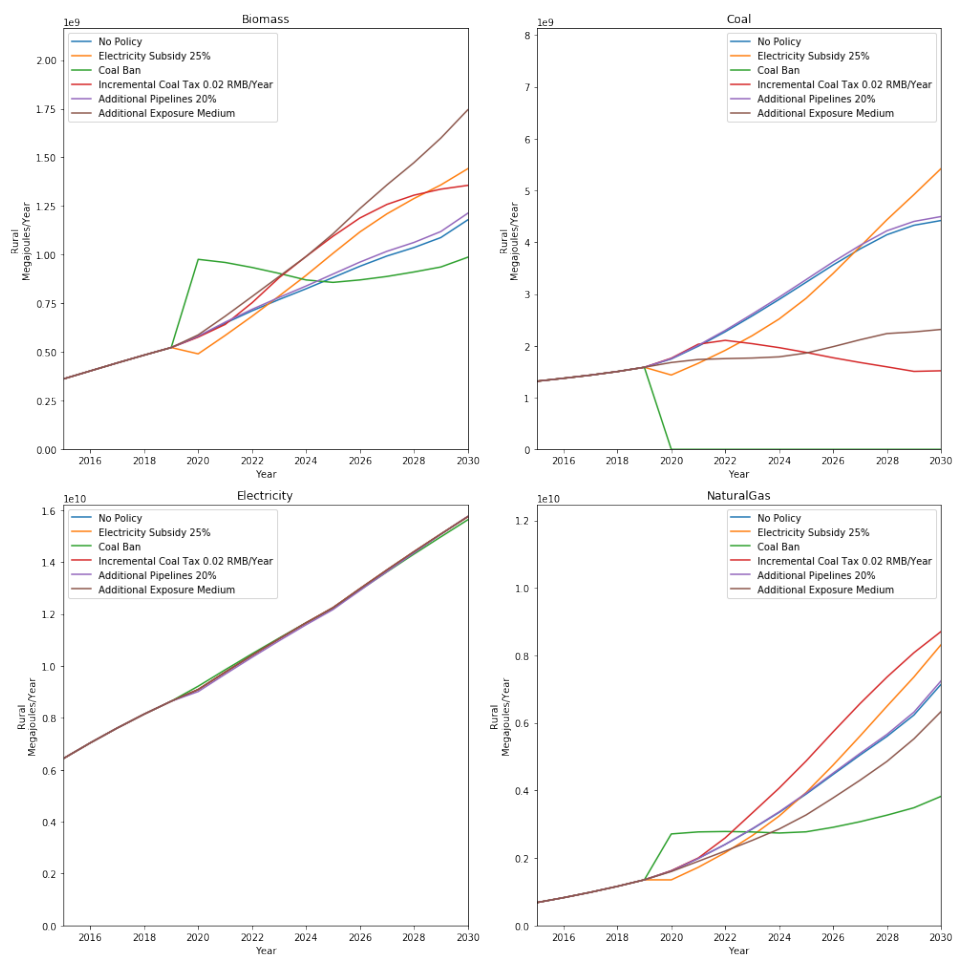 Biomass
1e9
No Policy
Electricity Subsidy 25%
Coal Ban
Incremental Coal Tax 0.02 RMB/Year
Additional Pipelines 20%
Additional Exposure Medium
2.00
1.75
1.50
1.25
1.00
0.75
0.50
0.25
0.00
Rural
Megajoules/Year
2016 2018 2020 2022 2024 2026 2028 2030
Year
Coal
1e9
No Policy
Electricity Subsidy 25%
Coal Ban
Incremental Coal Tax 0.02 RMB/Year
Additional Pipelines 20%
Additional Exposure Medium
8
7
6
5
4
3
2
1
0
Rural
Megajoules/Year
2016 2018 2020 2022 2024 2026 2028 2030
Year
Electricity
1e10
No Policy
Electricity Subsidy 25%
Coal Ban
Incremental Coal Tax 0.02 RMB/Year
Additional Pipelines 20%
Additional Exposure Medium
1.6
1.4
1.2
1.0
0.8
0.6
0.4
0.2
0.0
Rural
Megajoules/Year
2016 2018 2020 2022 2024 2026 2028 2030
Year
NaturalGas
1e10
No Policy
Electricity Subsidy 25%
Coal Ban
Incremental Coal Tax 0.02 RMB/Year
Additional Pipelines 20%
Additional Exposure Medium
1.2
1.0
0.8
0.6
0.4
0.2
0.0
Rural
Megajoules/Year
2016 2018 2020 2022 2024 2026 2028 2030
Year